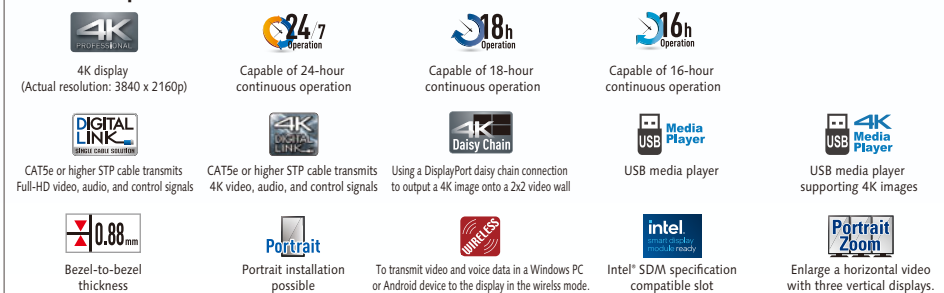 4K
PROFESSIONAL
24/7
Operation
18h
Operation
16h
Operation
4K display
(Actual resolution: 3840 x 2160p)
Capable of 24-hour
continuous operation
Capable of 18-hour
continuous operation
Capable of 16-hour
continuous operation
DIGITAL
LINK
SINGLE CABLE SOLUTION
4K
DIGITAL
LINK
4K
Daisy Chain
USB
Media
Player
USB
4K
Media
Player
CAT5e or higher STP cable transmits
Full-HD video, audio, and control signals
CAT5e or higher STP cable transmits
4K video, audio, and control signals
Using a DisplayPort daisy chain connection
to output a 4K image onto a 2x2 video wall
USB media player
USB media player
supporting 4K images
0.88mm
Portrait
WIRELESS
intel
smart display
module ready
Portrait
Zoom
Bezel-to-bezel
thickness
Portrait installation
possible
To transmit video and voice data in a Windows PC
or Android device to the display in the wirelss mode.
Intel® SDM specification
compatible slot
Enlarge a horizontal video
with three vertical displays.